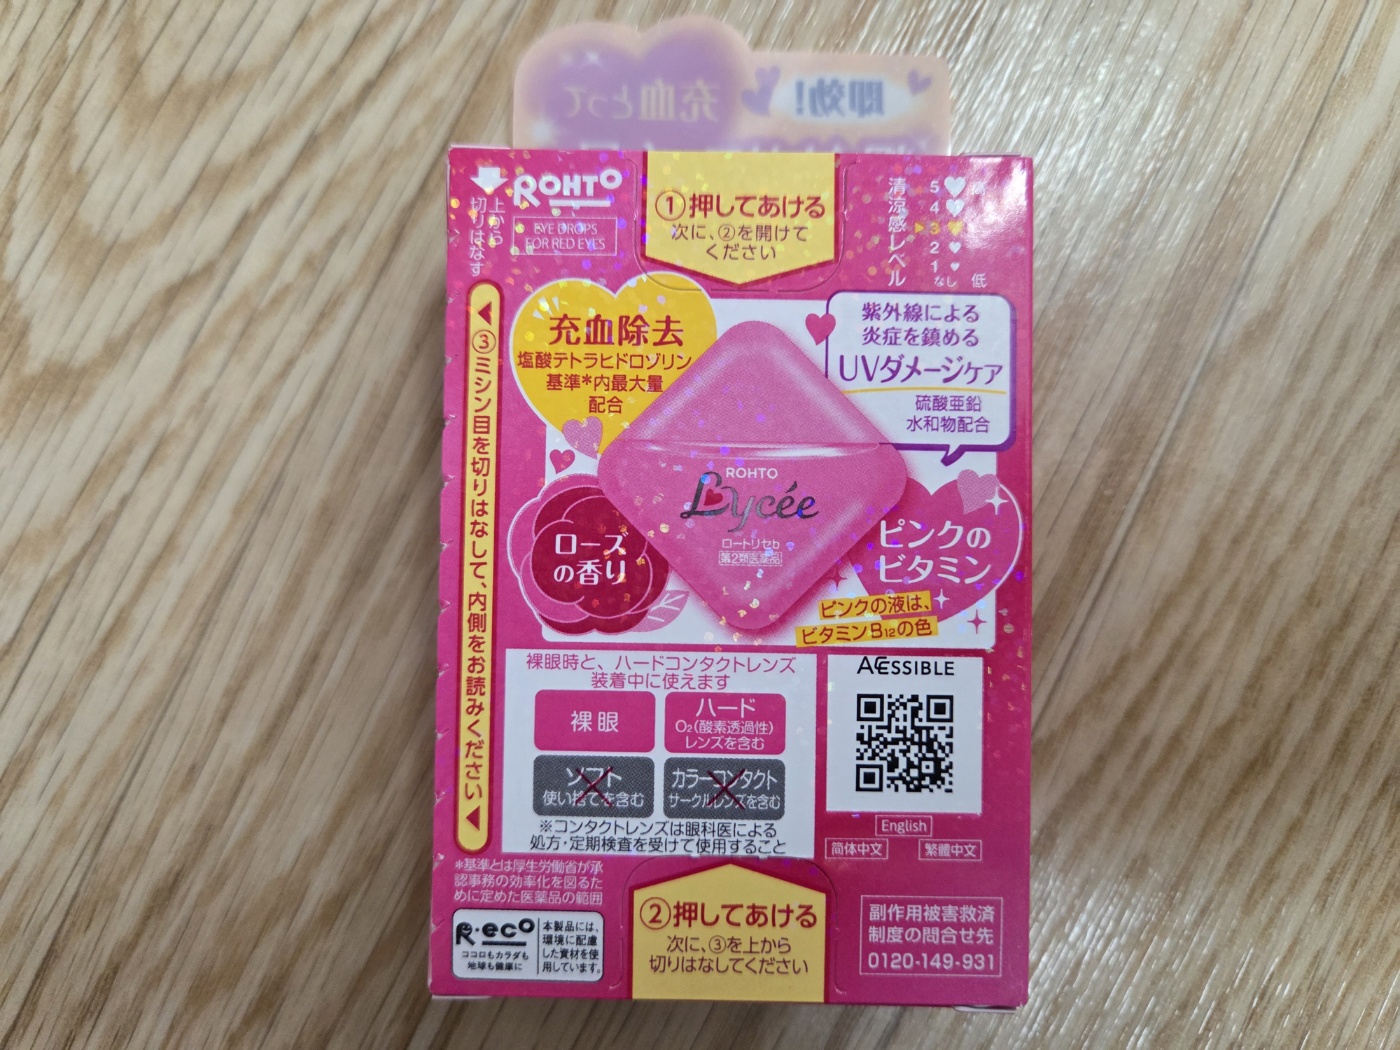 充血とって
即効!
ROHTO
EYE DROPS
FOR RED EYES
上から
切りはなす
①押してあける
次に、②を開けて
ください
清涼感レベル
5 高
4
3
2
1
なし 低
③ミシン目を切りはなして、内側をお読みください
充血除去
塩酸テトラヒドロゾリン
基準*内最大量
配合
紫外線による
炎症を鎮める
UVダメージケア
硫酸亜鉛
水和物配合
ROHTO
Lycée
ロートリセb
第2類医薬品
ローズ
の香り
ピンクの
ビタミン
ピンクの液は、
ビタミンB12の色
裸眼時と、ハードコンタクトレンズ
装着中に使えます
裸眼
ハード
O2(酸素透過性)
レンズを含む
ソフト
使い捨てを含む
カラーコンタクト
サークルレンズを含む
※コンタクトレンズは眼科医による
処方・定期検査を受けて使用すること
ACCESSIBLE
English
简体中文
繁體中文
*基準とは厚生労働省が承
認事務の効率化を図るた
めに定めた医薬品の範囲
R・eco
ココロもカラダも
地球も健康に
本製品には、
環境に配慮
した資材を使
用しています。
②押してあける
次に、③を上から
切りはなしてください
副作用被害救済
制度の問合せ先
0120-149-931